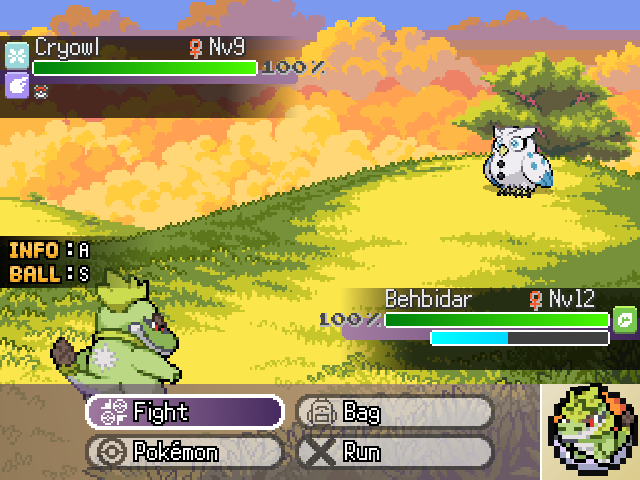 Cryowl ♀ Nv9
100%
INFO : A
BALL : S
Behbidar ♀ Nv12
100%
Fight
Bag
Pokémon
Run